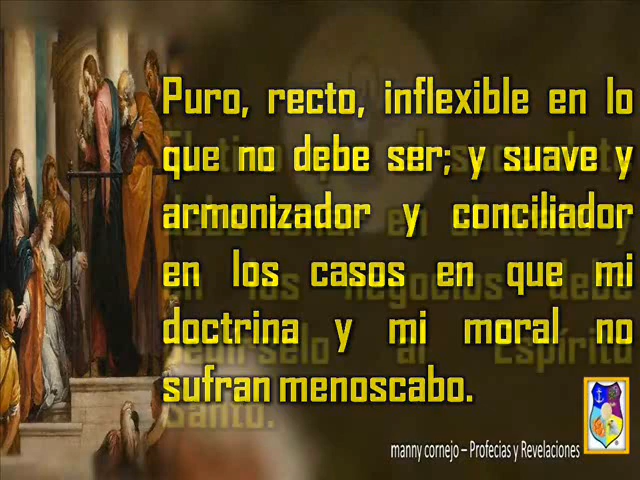 Puro, recto, inflexible en lo
que no debe ser; y suave y
armonizador y conciliador
en los casos en que mi
doctrina y mi moral no
sufran menoscabo.
Santo.
manny cornejo – Profecias y Revelaciones